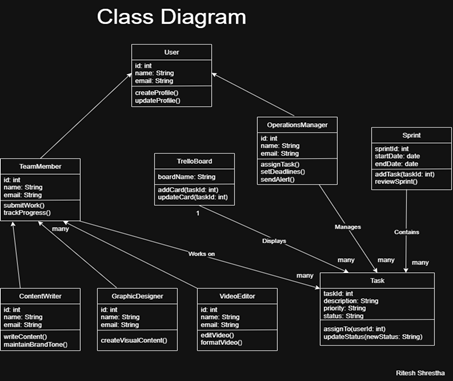 Class Diagram
User
id: int
name: String
email: String
createProfile()
updateProfile()
OperationsManager
id: int
name: String
email: String
assignTask()
setDeadlines()
sendAlert()
Sprint
sprintId: int
startDate: date
endDate: date
addTask(taskId: int)
reviewSprint()
TrelloBoard
boardName: String
addCard(taskId: int)
updateCard(taskId: int)
TeamMember
id: int
name: String
email: String
submitWork()
trackProgress()
1
many
Displays
Manages
Contains
Works on
many
many
many
many
Task
taskId: int
description: String
priority: String
status: String
assignTo(userId: int)
updateStatus(newStatus: String)
ContentWriter
id: int
name: String
email: String
writeContent()
maintainBrandTone()
GraphicDesigner
id: int
name: String
email: String
createVisualContent()
VideoEditor
id: int
name: String
email: String
editVideo()
formatVideo()
Ritesh Shrestha